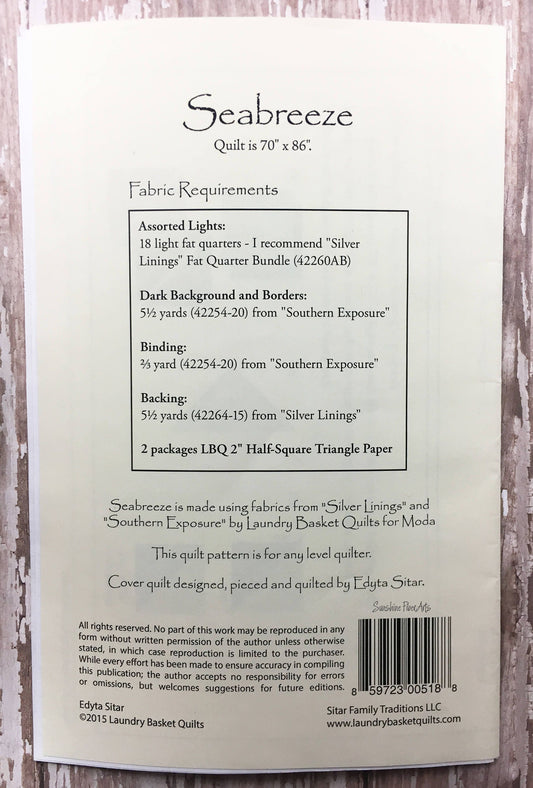 Seabreeze
Quilt is 70" x 86".
Fabric Requirements
Assorted Lights:
18 light fat quarters - I recommend "Silver
Linings" Fat Quarter Bundle (42260AB)
Dark Background and Borders:
5½ yards (42254-20) from "Southern Exposure"
Binding:
⅔ yard (42254-20) from "Southern Exposure"
Backing:
5½ yards (42264-15) from "Silver Linings"
2 packages LBQ 2" Half-Square Triangle Paper
Seabreeze is made using fabrics from "Silver Linings" and
"Southern Exposure" by Laundry Basket Quilts for Moda
This quilt pattern is for any level quilter.
Cover quilt designed, pieced and quilted by Edyta Sitar.
All rights reserved. No part of this work may be reproduced in any
form without written permission of the author unless otherwise
stated, in which case reproduction is limited to the purchaser.
While every effort has been made to ensure accuracy in compiling
this publication; the author accepts no responsibility for errors
or omissions, but welcomes suggestions for future editions.
Edyta Sitar
©2015 Laundry Basket Quilts
8 59723 00518 8
Sitar Family Traditions LLC
www.laundrybasketquilts.com